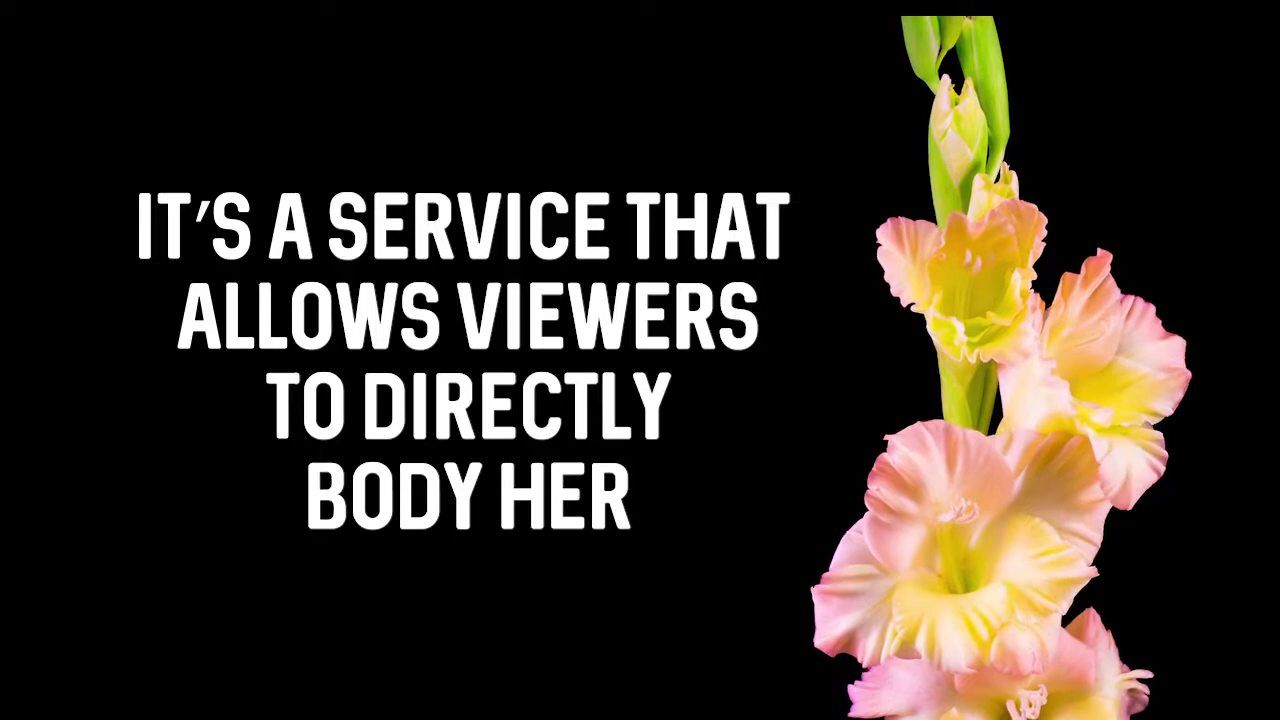 IT'S A SERVICE THAT
ALLOWS VIEWERS
TO DIRECTLY
BODY HER